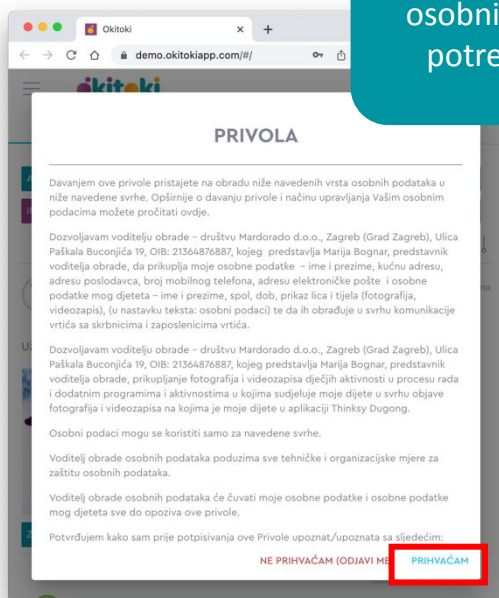 Okitoki
osobni
demo.okitokiapp.com/#/
potre
okitoki
PRIVOLA
Davanjem ove privole pristajete na obradu niže navedenih vrsta osobnih podataka u
niže navedene svrhe. Opširnije o davanju privole i načinu upravljanja Vašim osobnim
podacima možete pročitati ovdje.
Dozvoljavam voditelju obrade – društvu Mardorado d.o.o., Zagreb (Grad Zagreb), Ulica
Paškala Buconjića 19, OIB: 21364876887, kojeg predstavlja Marija Bognar, predstavnik
voditelja obrade, da prikuplja moje osobne podatke – ime i prezime, kućnu adresu,
adresu poslodavca, broj mobilnog telefona, adresu elektroničke pošte i osobne
podatke mog djeteta – ime i prezime, spol, dob, prikaz lica i tijela (fotografija,
videozapis), (u nastavku teksta: osobni podaci) te da ih obrađuje u svrhu komunikacije
vrtića sa skrbnicima i zaposlenicima vrtića.
Dozvoljavam voditelju obrade – društvu Mardorado d.o.o., Zagreb (Grad Zagreb), Ulica
Paškala Buconjića 19, OIB: 21364876887, kojeg predstavlja Marija Bognar, predstavnik
voditelja obrade, prikupljanje fotografija i videozapisa dječjih aktivnosti u procesu rada
i dodatnim programima i aktivnostima u kojima sudjeluje moje dijete u svrhu objave
fotografija i videozapisa na kojima je moje dijete u aplikaciji Thinksy Dugong.
Osobni podaci mogu se koristiti samo za navedene svrhe.
Voditelj obrade osobnih podataka poduzima sve tehničke i organizacijske mjere za
zaštitu osobnih podataka.
Voditelj obrade osobnih podataka će čuvati moje osobne podatke i osobne podatke
mog djeteta sve do opoziva ove privole.
Potvrđujem kako sam prije potpisivanja ove Privole upoznat/upoznata sa sljedećim:
NE PRIHVAĆAM (ODJAVI ME PRIHVAĆAM